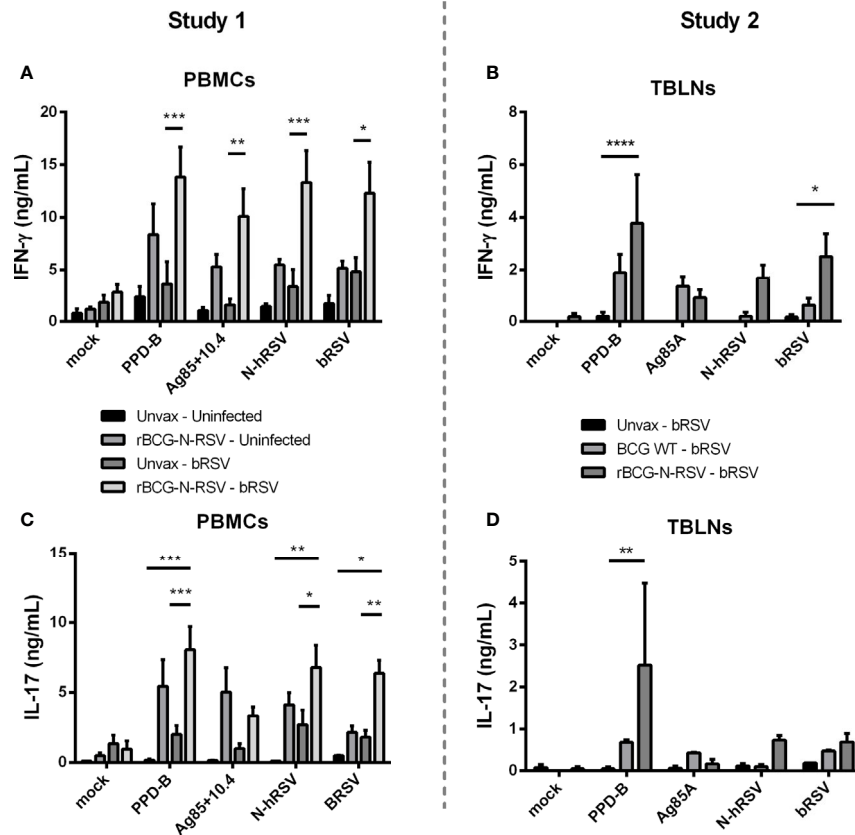 Study 1
Study 2
A
PBMCs
IFN-γ (ng/mL)
20
15
10
5
0
***
**
***
*
mock
PPD-B
Ag85+10.4
N-hRSV
bRSV
Unvax - Uninfected
rBCG-N-RSV - Uninfected
Unvax - bRSV
rBCG-N-RSV - bRSV
B
TBLNs
IFN-γ (ng/mL)
8
6
4
2
0
****
*
mock
PPD-B
Ag85A
N-hRSV
bRSV
Unvax - bRSV
BCG WT - bRSV
rBCG-N-RSV - bRSV
C
PBMCs
IL-17 (ng/mL)
15
10
5
0
***
***
**
*
*
**
mock
PPD-B
Ag85+10.4
N-hRSV
BRSV
D
TBLNs
IL-17 (ng/mL)
5
4
3
2
1
0
**
mock
PPD-B
Ag85A
N-hRSV
bRSV